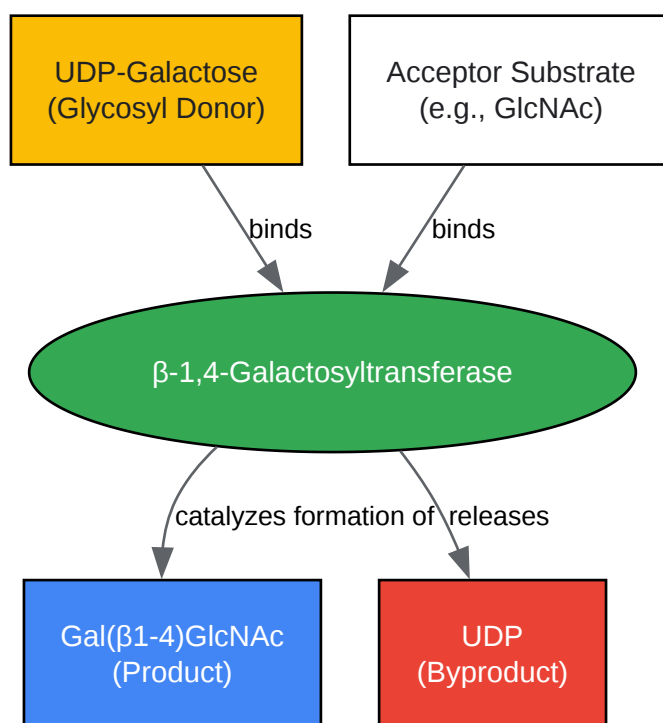 UDP-Galactose
(Glycosyl Donor)
Acceptor Substrate
(e.g., GlcNAc)
binds
binds
β-1,4-Galactosyltransferase
catalyzes formation of
releases
Gal(β1-4)GlcNAc
(Product)
UDP
(Byproduct)